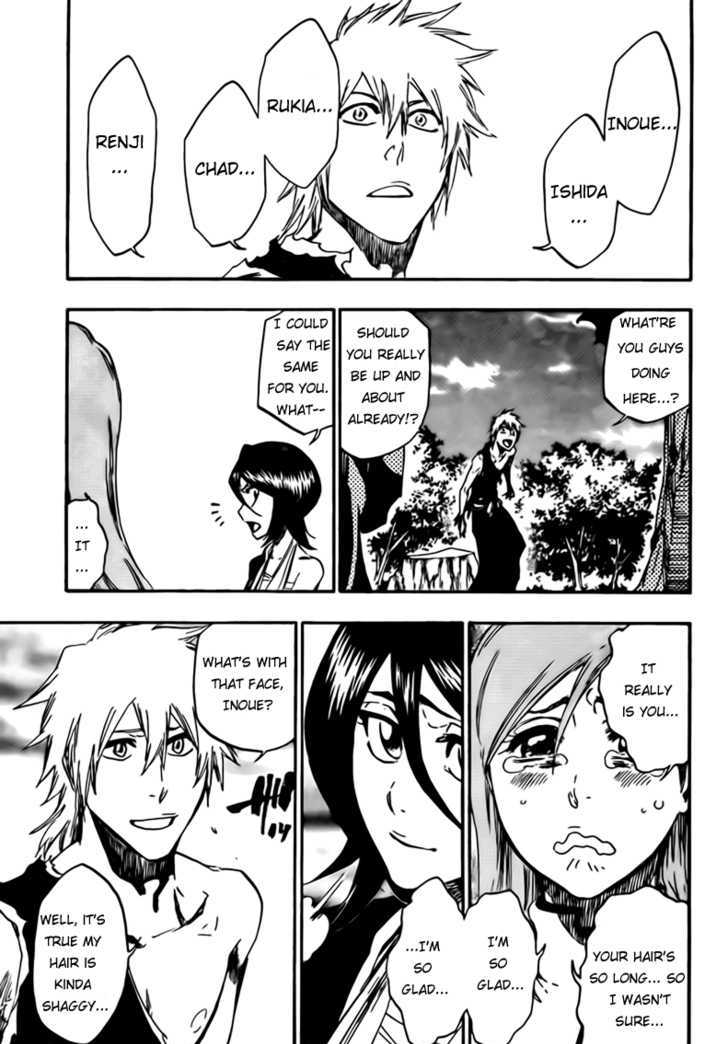 INOUE...
ISHIDA
...
RUKIA...
CHAD...
RENJI
...
WHAT'RE
YOU GUYS
DOING
HERE...?
SHOULD
YOU REALLY
BE UP AND
ABOUT
ALREADY!?
I COULD
SAY THE
SAME
FOR YOU.
WHAT--
...
IT...
IT
REALLY
IS YOU...
YOUR HAIR'S
SO LONG... SO
I WASN'T
SURE...
I'M
SO
GLAD...
...I'M
SO
GLAD...
WHAT'S WITH
THAT FACE,
INOUE?
WELL, IT'S
TRUE MY
HAIR IS
KINDA
SHAGGY...